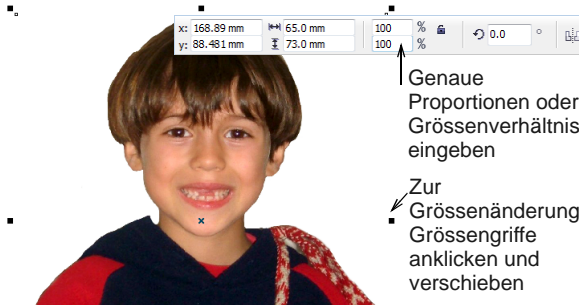 x: 168.89 mm 65.0 mm 100 % 0.0 °
y: 88.481 mm 73.0 mm 100 %
Genaue
Proportionen oder
Grössenverhältnis
eingeben
Zur
Grössenänderung
Grössengriffe
anklicken und
verschieben